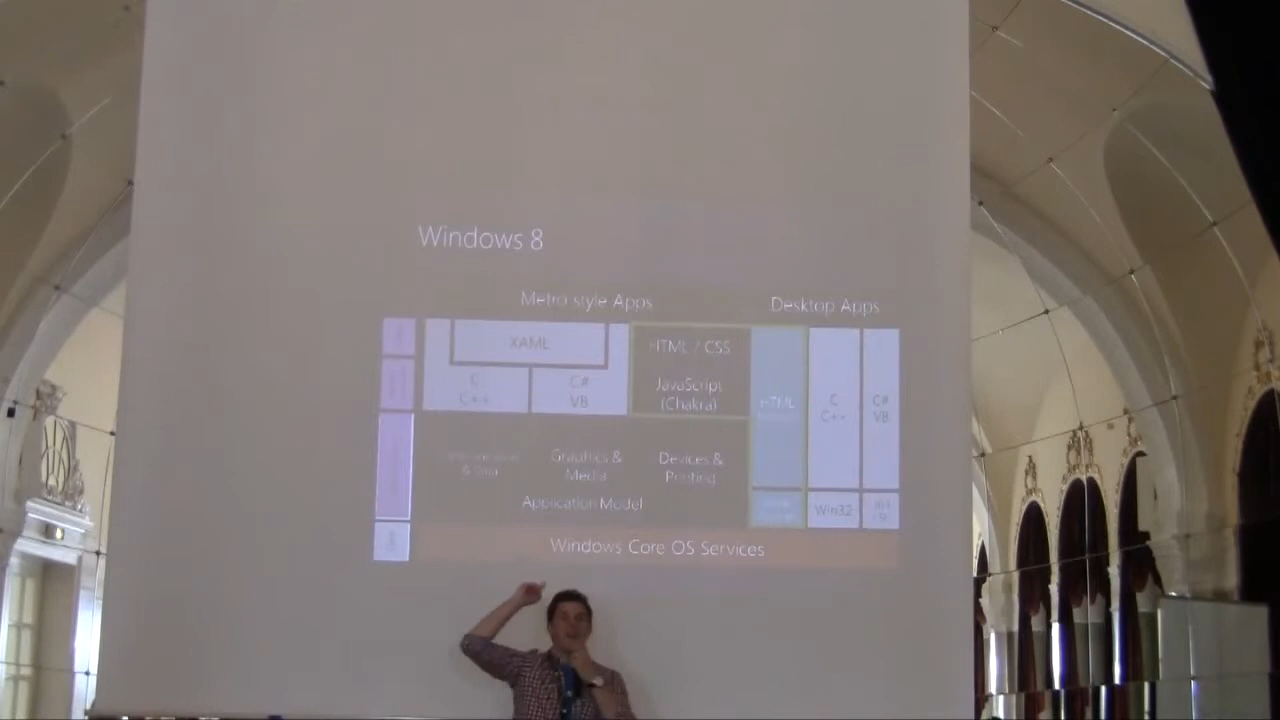 Windows 8
Metro style Apps
Desktop Apps
XAML
C
C++
C#
VB
HTML / CSS
JavaScript
(Chakra)
HTML
C
C++
C#
VB
& Data
Graphics &
Media
Devices &
Printing
Application Model
Win32
Windows Core OS Services